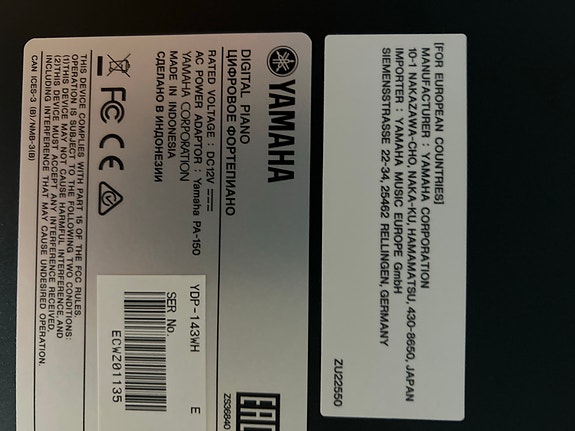 YAMAHA
DIGITAL PIANO
ЦИФРОВОЕ ФОРТЕПИАНО
RATED VOLTAGE : DC12V
AC POWER ADAPTOR : Yamaha PA-150
YAMAHA CORPORATION
MADE IN INDONESIA
СДЕЛАНО В ИНДОНЕЗИИ
FC CE
THIS DEVICE COMPLIES WITH PART 15 OF THE FCC RULES.
OPERATION IS SUBJECT TO THE FOLLOWING TWO CONDITIONS:
(1)THIS DEVICE MAY NOT CAUSE HARMFUL INTERFERENCE, AND
(2)THIS DEVICE MUST ACCEPT ANY INTERFERENCE RECEIVED,
INCLUDING INTERFERENCE THAT MAY CAUSE UNDESIRED OPERATION.
CAN ICES-3 (B)/NMB-3(B)
YDP-143WH E
SER No.
ECWZ01135
EAC
ZS36840
[FOR EUROPEAN COUNTRIES]
MANUFACTURER : YAMAHA CORPORATION
10-1 NAKAZAWA-CHO, NAKA-KU, HAMAMATSU, 430-8650, JAPAN
IMPORTER : YAMAHA MUSIC EUROPE GmbH
SIEMENSSTRASSE 22-34, 25462 RELLINGEN, GERMANY
ZU22550